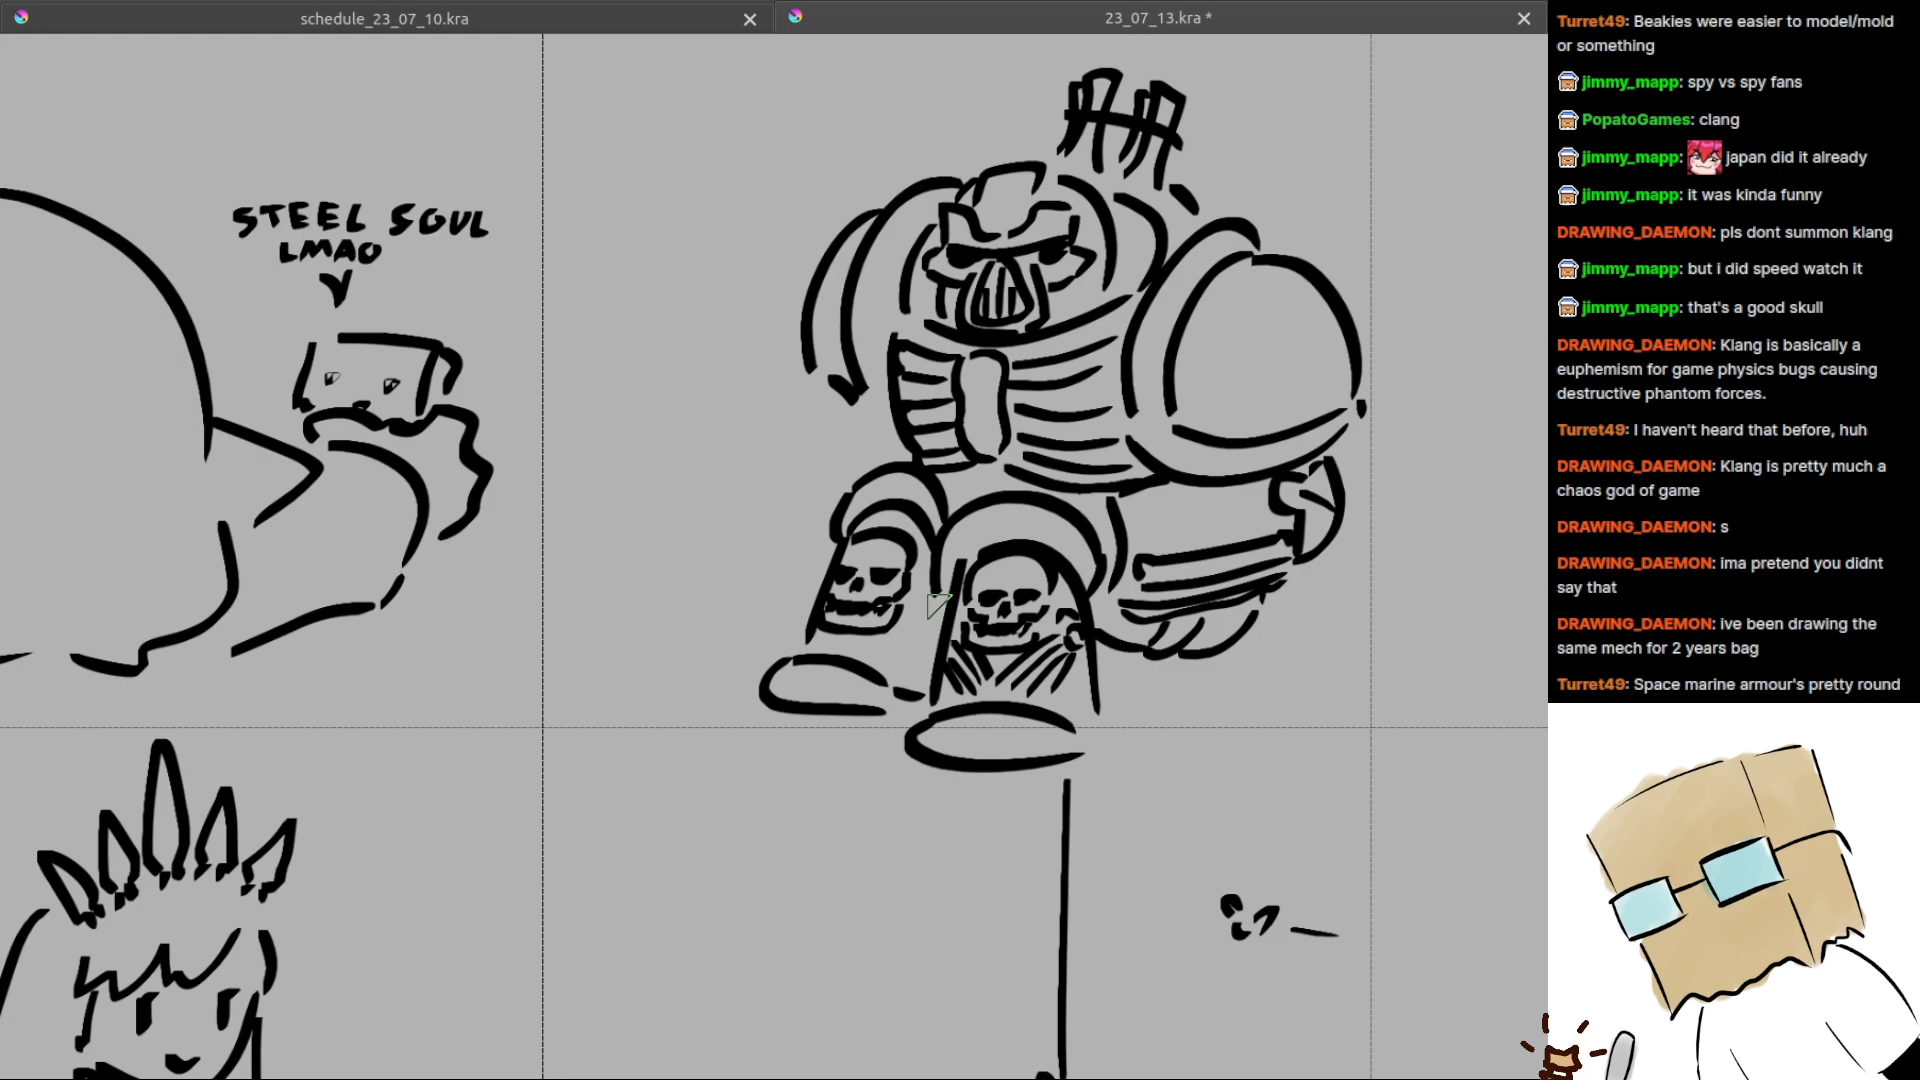 schedule_23_07_10.kra
23_07_13.kra *
STEEL SOUL
LMAO
Turret49: Beakies were easier to model/mold
or something
jimmy_mapp: spy vs spy fans
PopatoGames: clang
jimmy_mapp: japan did it already
jimmy_mapp: it was kinda funny
DRAWING_DAEMON: pls dont summon klang
jimmy_mapp: but i did speed watch it
jimmy_mapp: that's a good skull
DRAWING_DAEMON: Klang is basically a
euphemism for game physics bugs causing
destructive phantom forces.
Turret49: I haven't heard that before, huh
DRAWING_DAEMON: Klang is pretty much a
chaos god of game
DRAWING_DAEMON: s
DRAWING_DAEMON: ima pretend you didnt
say that
DRAWING_DAEMON: ive been drawing the
same mech for 2 years bag
Turret49: Space marine armour's pretty round